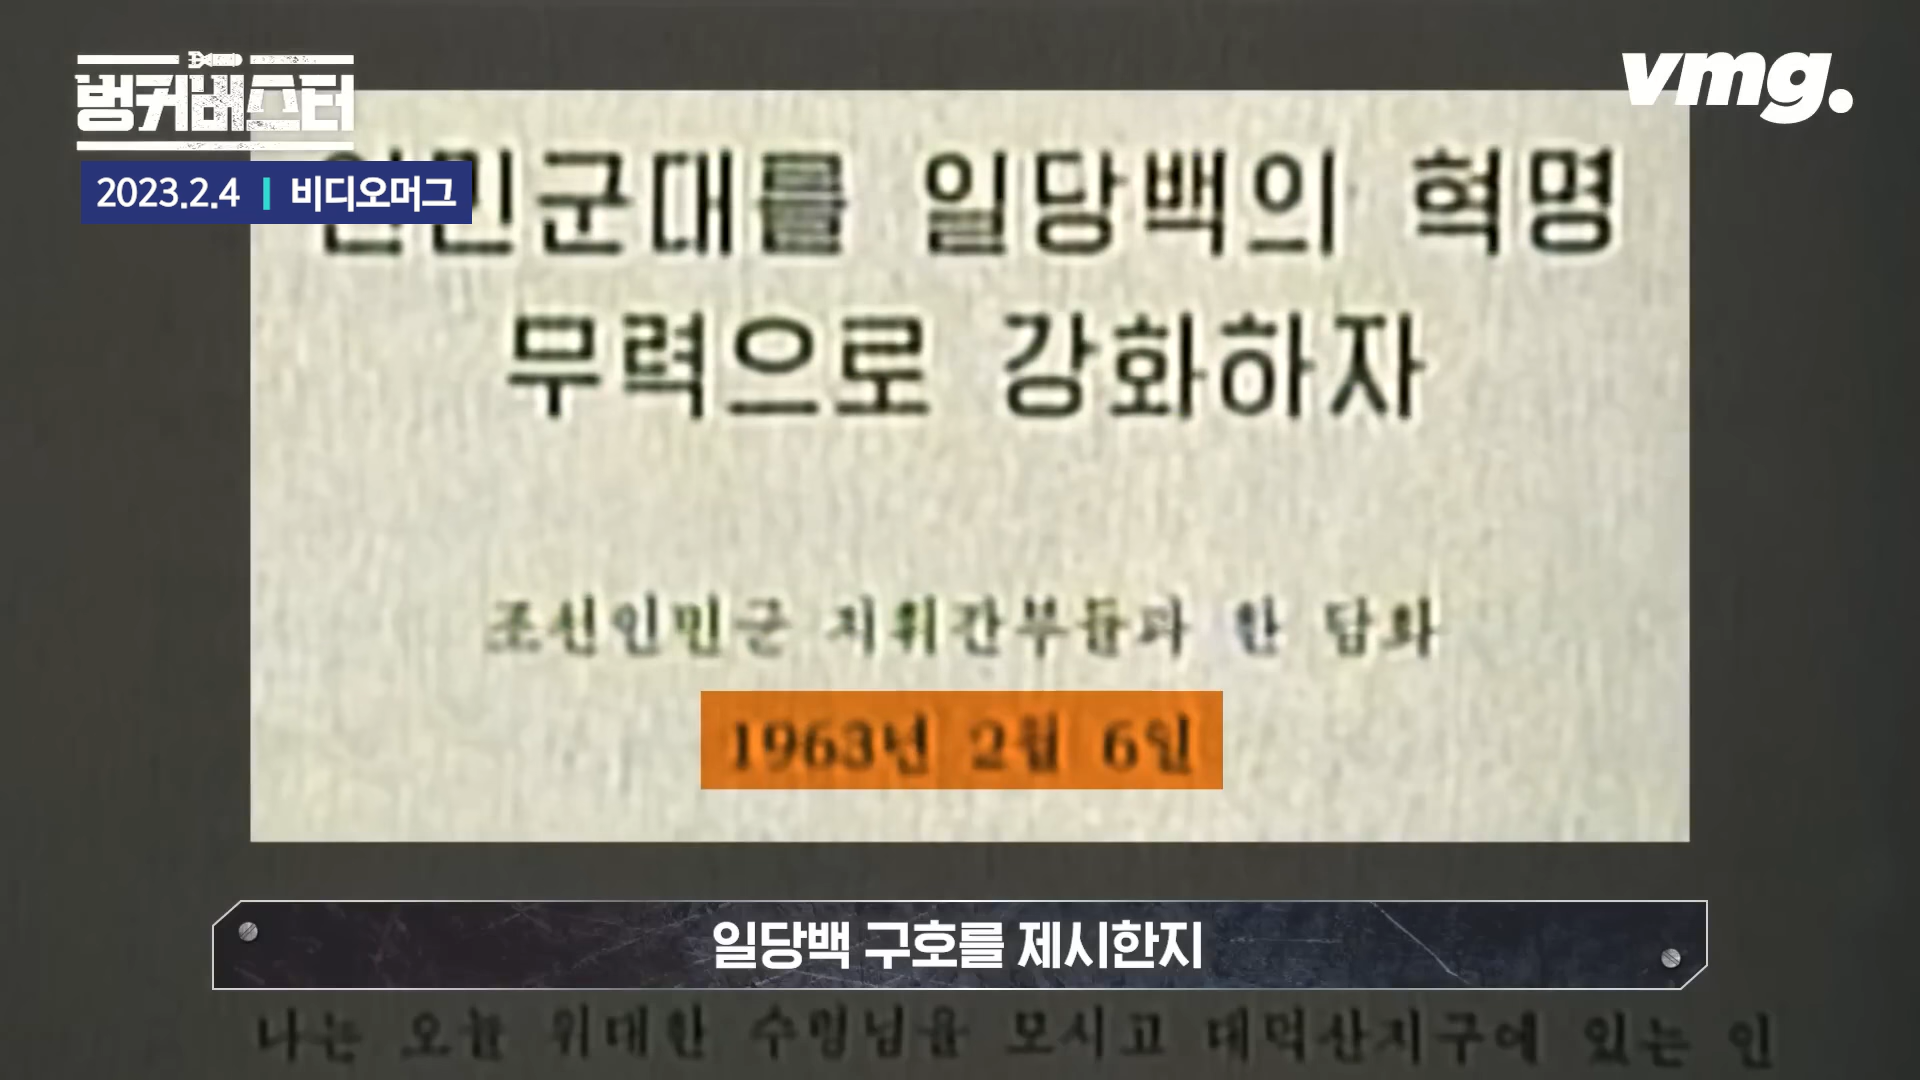 벙커버스터
vmg.
2023.2.4 | 비디오머그
인민군대를 일당백의 혁명
무력으로 강화하자
조선인민군 지휘간부들과 한 담화
1963년 2월 6일
일당백 구호를 제시한지
나는 오늘 위대한 수령님을 모시고 대덕산지구에 있는 인